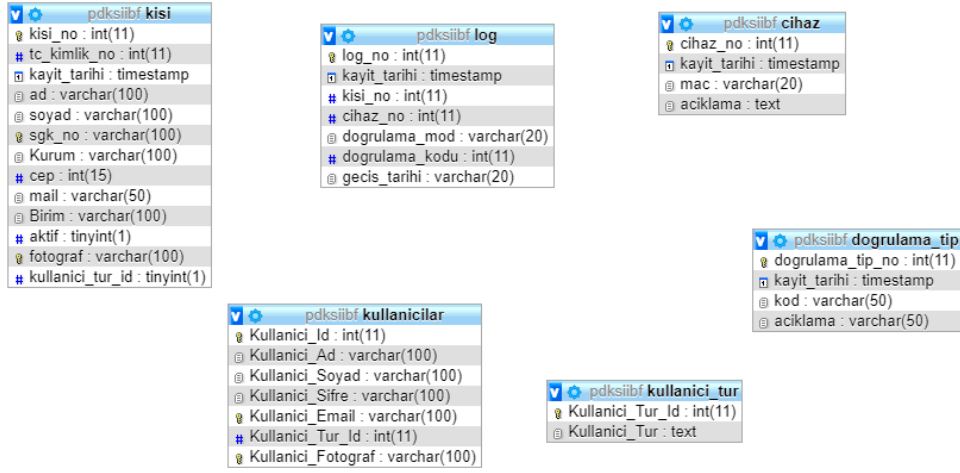 pdksiibf kisi
kisi_no : int(11)
tc_kimlik_no : int(11)
kayit_tarihi : timestamp
ad : varchar(100)
soyad : varchar(100)
sgk_no : varchar(100)
Kurum : varchar(100)
cep : int(15)
mail : varchar(50)
Birim : varchar(100)
aktif : tinyint(1)
fotograf : varchar(100)
kullanici_tur_id : tinyint(1)
pdksiibf log
log_no : int(11)
kayit_tarihi : timestamp
kisi_no : int(11)
cihaz_no : int(11)
dogrulama_mod : varchar(20)
dogrulama_kodu : int(11)
gecis_tarihi : varchar(20)
pdksiibf cihaz
cihaz_no : int(11)
kayit_tarihi : timestamp
mac : varchar(20)
aciklama : text
pdksiibf dogrulama_tip
dogrulama_tip_no : int(11)
kayit_tarihi : timestamp
kod : varchar(50)
aciklama : varchar(50)
pdksiibf kullanicilar
Kullanici_Id : int(11)
Kullanici_Ad : varchar(100)
Kullanici_Soyad : varchar(100)
Kullanici_Sifre : varchar(100)
Kullanici_Email : varchar(100)
Kullanici_Tur_Id : int(11)
Kullanici_Fotograf : varchar(100)
pdksiibf kullanici_tur
Kullanici_Tur_Id : int(11)
Kullanici_Tur : text